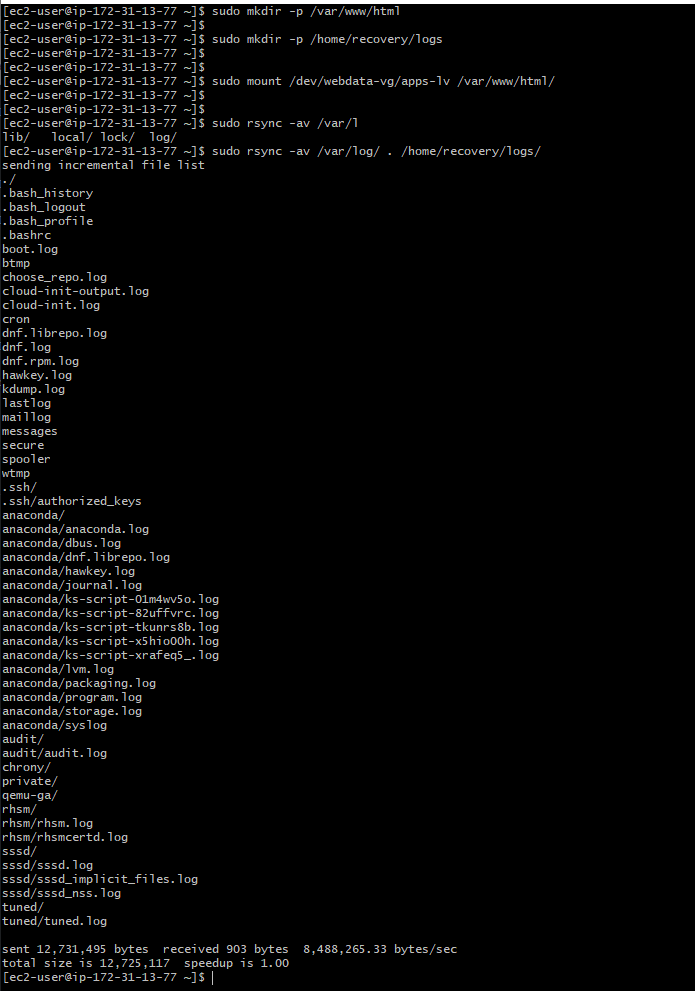 [ec2-user@ip-172-31-13-77 ~]$ sudo mkdir -p /var/www/html
[ec2-user@ip-172-31-13-77 ~]$
[ec2-user@ip-172-31-13-77 ~]$ sudo mkdir -p /home/recovery/logs
[ec2-user@ip-172-31-13-77 ~]$
[ec2-user@ip-172-31-13-77 ~]$
[ec2-user@ip-172-31-13-77 ~]$ sudo mount /dev/webdata-vg/apps-lv /var/www/html/
[ec2-user@ip-172-31-13-77 ~]$
[ec2-user@ip-172-31-13-77 ~]$
[ec2-user@ip-172-31-13-77 ~]$ sudo rsync -av /var/l
lib/   local/ lock/  log/
[ec2-user@ip-172-31-13-77 ~]$ sudo rsync -av /var/log/ . /home/recovery/logs/
sending incremental file list
./
.bash_history
.bash_logout
.bash_profile
.bashrc
boot.log
btmp
choose_repo.log
cloud-init-output.log
cloud-init.log
cron
dnf.librepo.log
dnf.log
dnf.rpm.log
hawkey.log
kdump.log
lastlog
maillog
messages
secure
spooler
wtmp
.ssh/
.ssh/authorized_keys
anaconda/
anaconda/anaconda.log
anaconda/dbus.log
anaconda/dnf.librepo.log
anaconda/hawkey.log
anaconda/journal.log
anaconda/ks-script-01m4wv5o.log
anaconda/ks-script-82uffvrc.log
anaconda/ks-script-tkunrs8b.log
anaconda/ks-script-x5hio00h.log
anaconda/ks-script-xrafeq5_.log
anaconda/lvm.log
anaconda/packaging.log
anaconda/program.log
anaconda/storage.log
anaconda/syslog
audit/
audit/audit.log
chrony/
private/
qemu-ga/
rhsm/
rhsm/rhsm.log
rhsm/rhsmcertd.log
sssd/
sssd/sssd.log
sssd/sssd_implicit_files.log
sssd/sssd_nss.log
tuned/
tuned/tuned.log
sent 12,731,495 bytes  received 903 bytes  8,488,265.33 bytes/sec
total size is 12,725,117  speedup is 1.00
[ec2-user@ip-172-31-13-77 ~]$